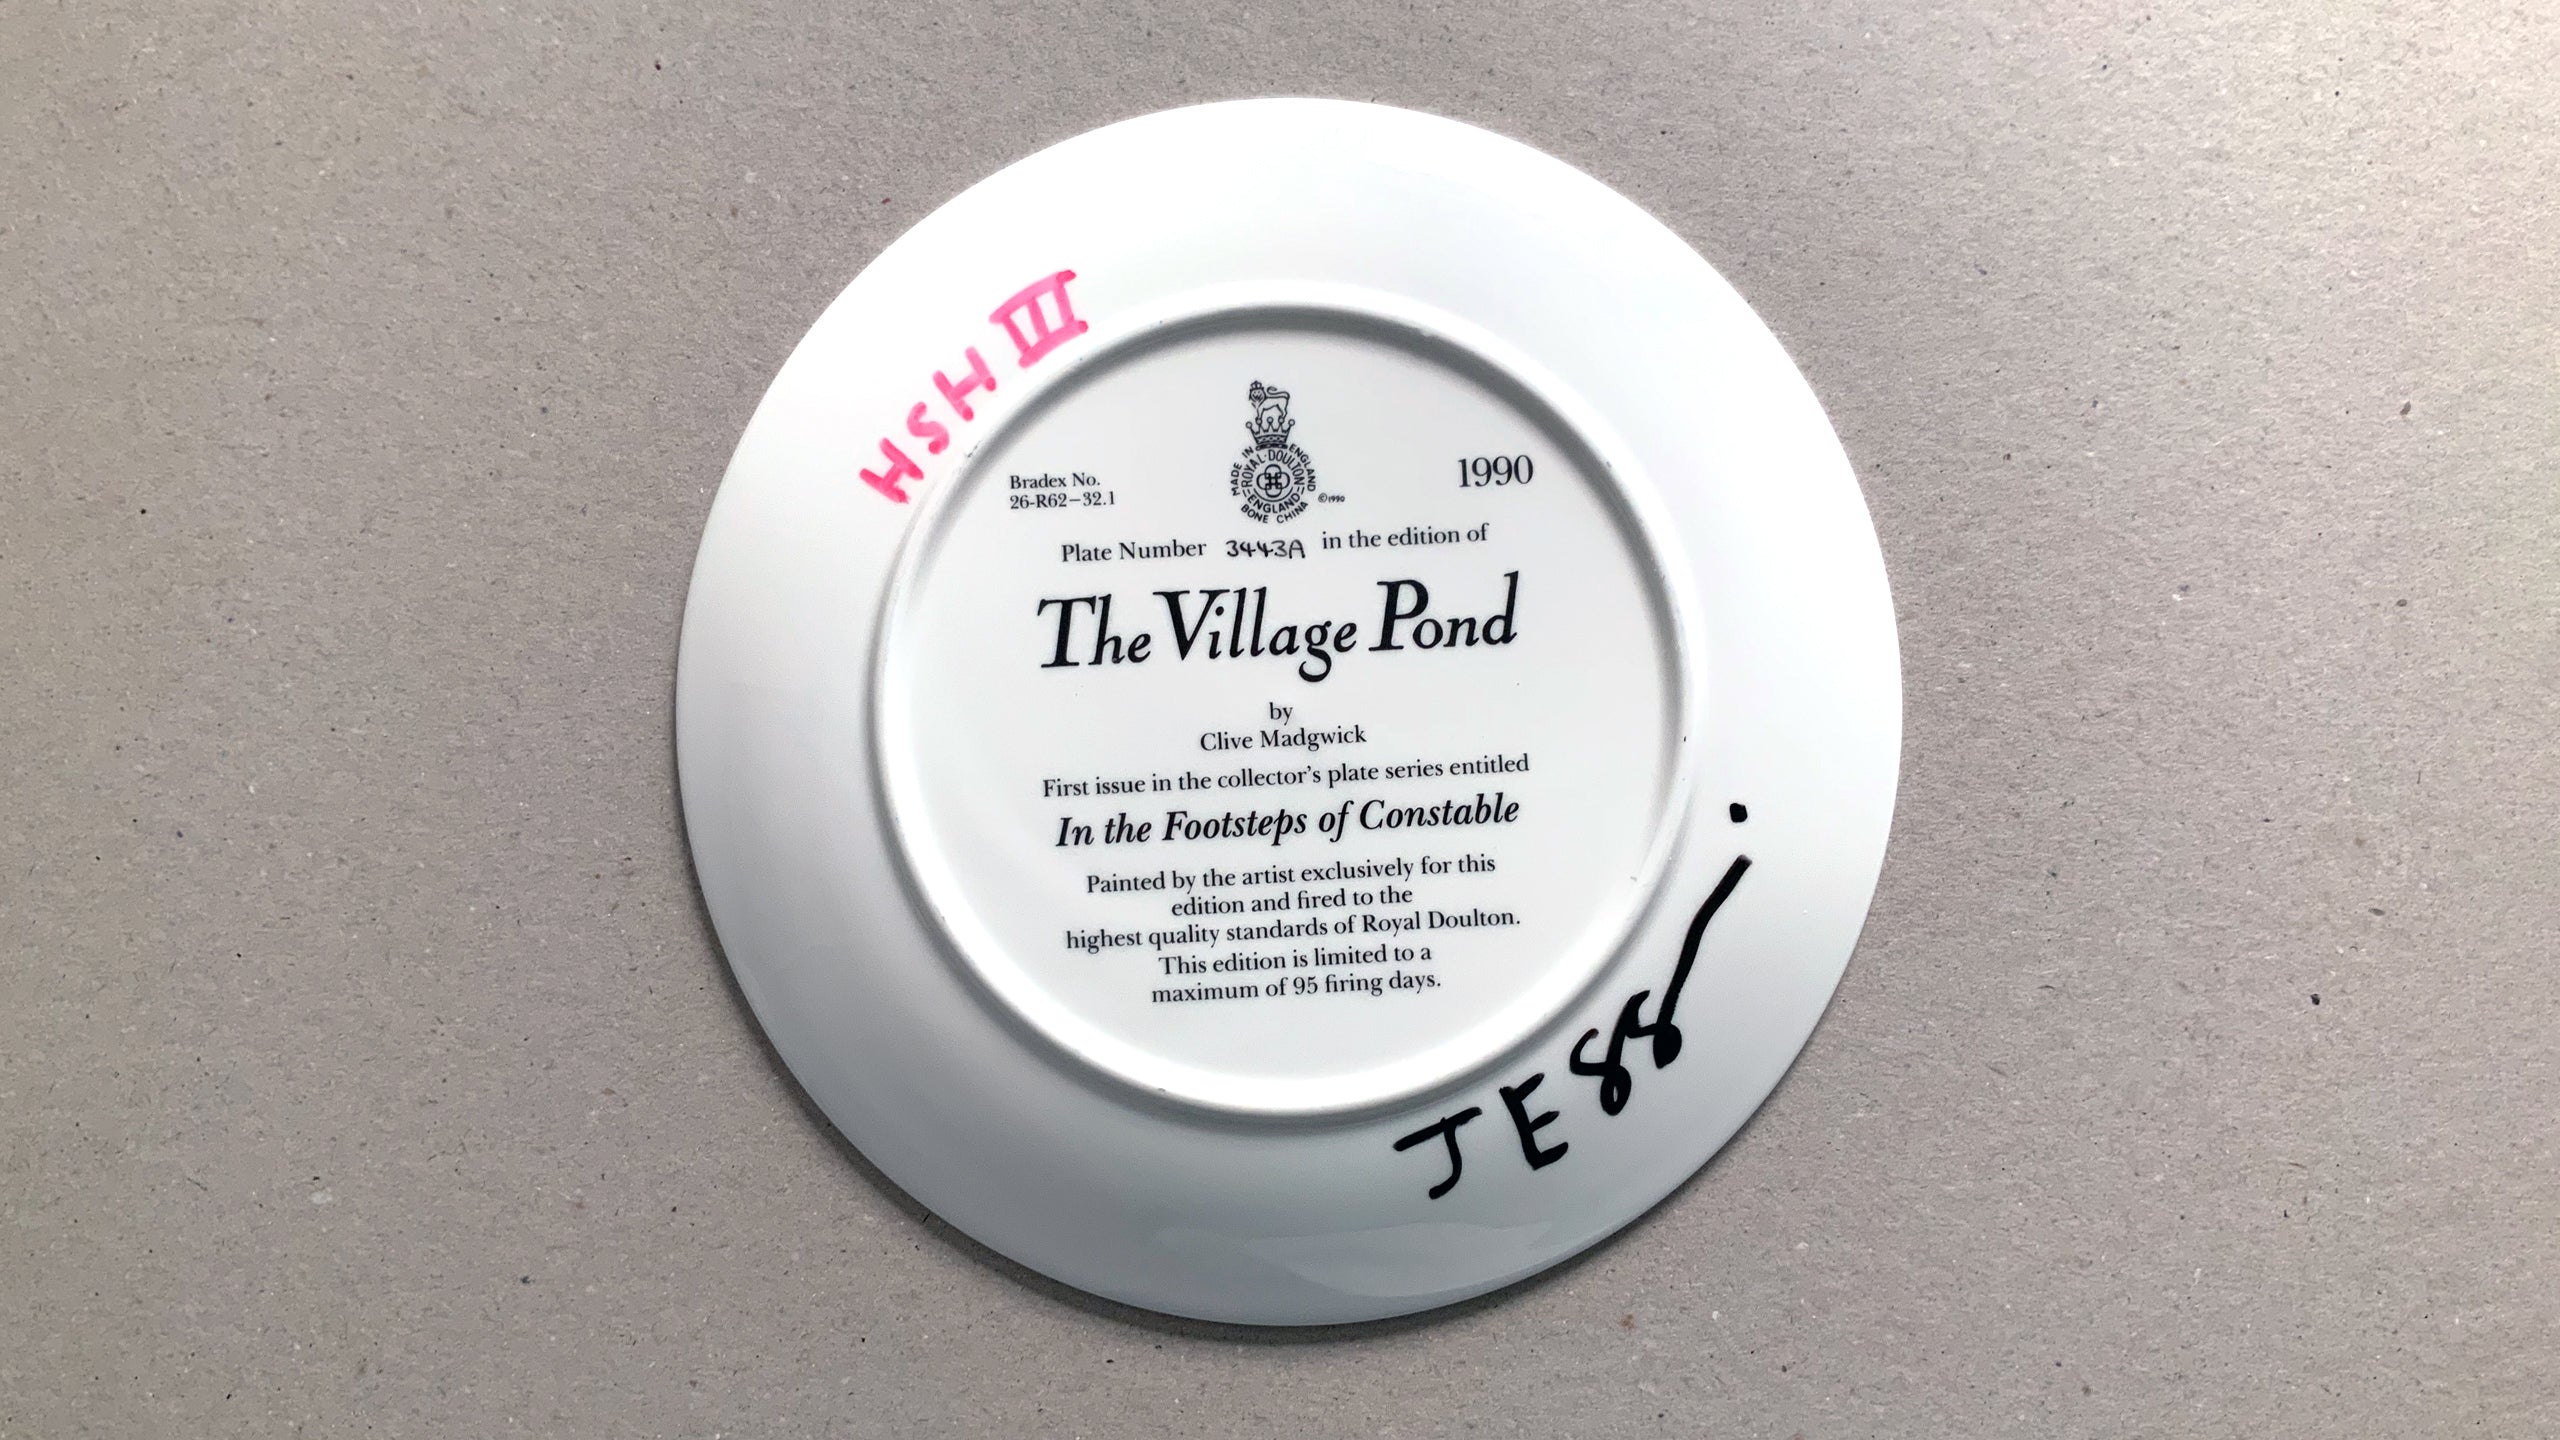 HSH III
MADE IN ENGLAND
ROYAL·DOULTON
ENGLAND
BONE CHINA
©1990
Bradex No.
26-R62–32.1
1990
Plate Number 3443A in the edition of
The Village Pond
by
Clive Madgwick
First issue in the collector's plate series entitled
In the Footsteps of Constable
Painted by the artist exclusively for this
edition and fired to the
highest quality standards of Royal Doulton.
This edition is limited to a
maximum of 95 firing days.
JESS